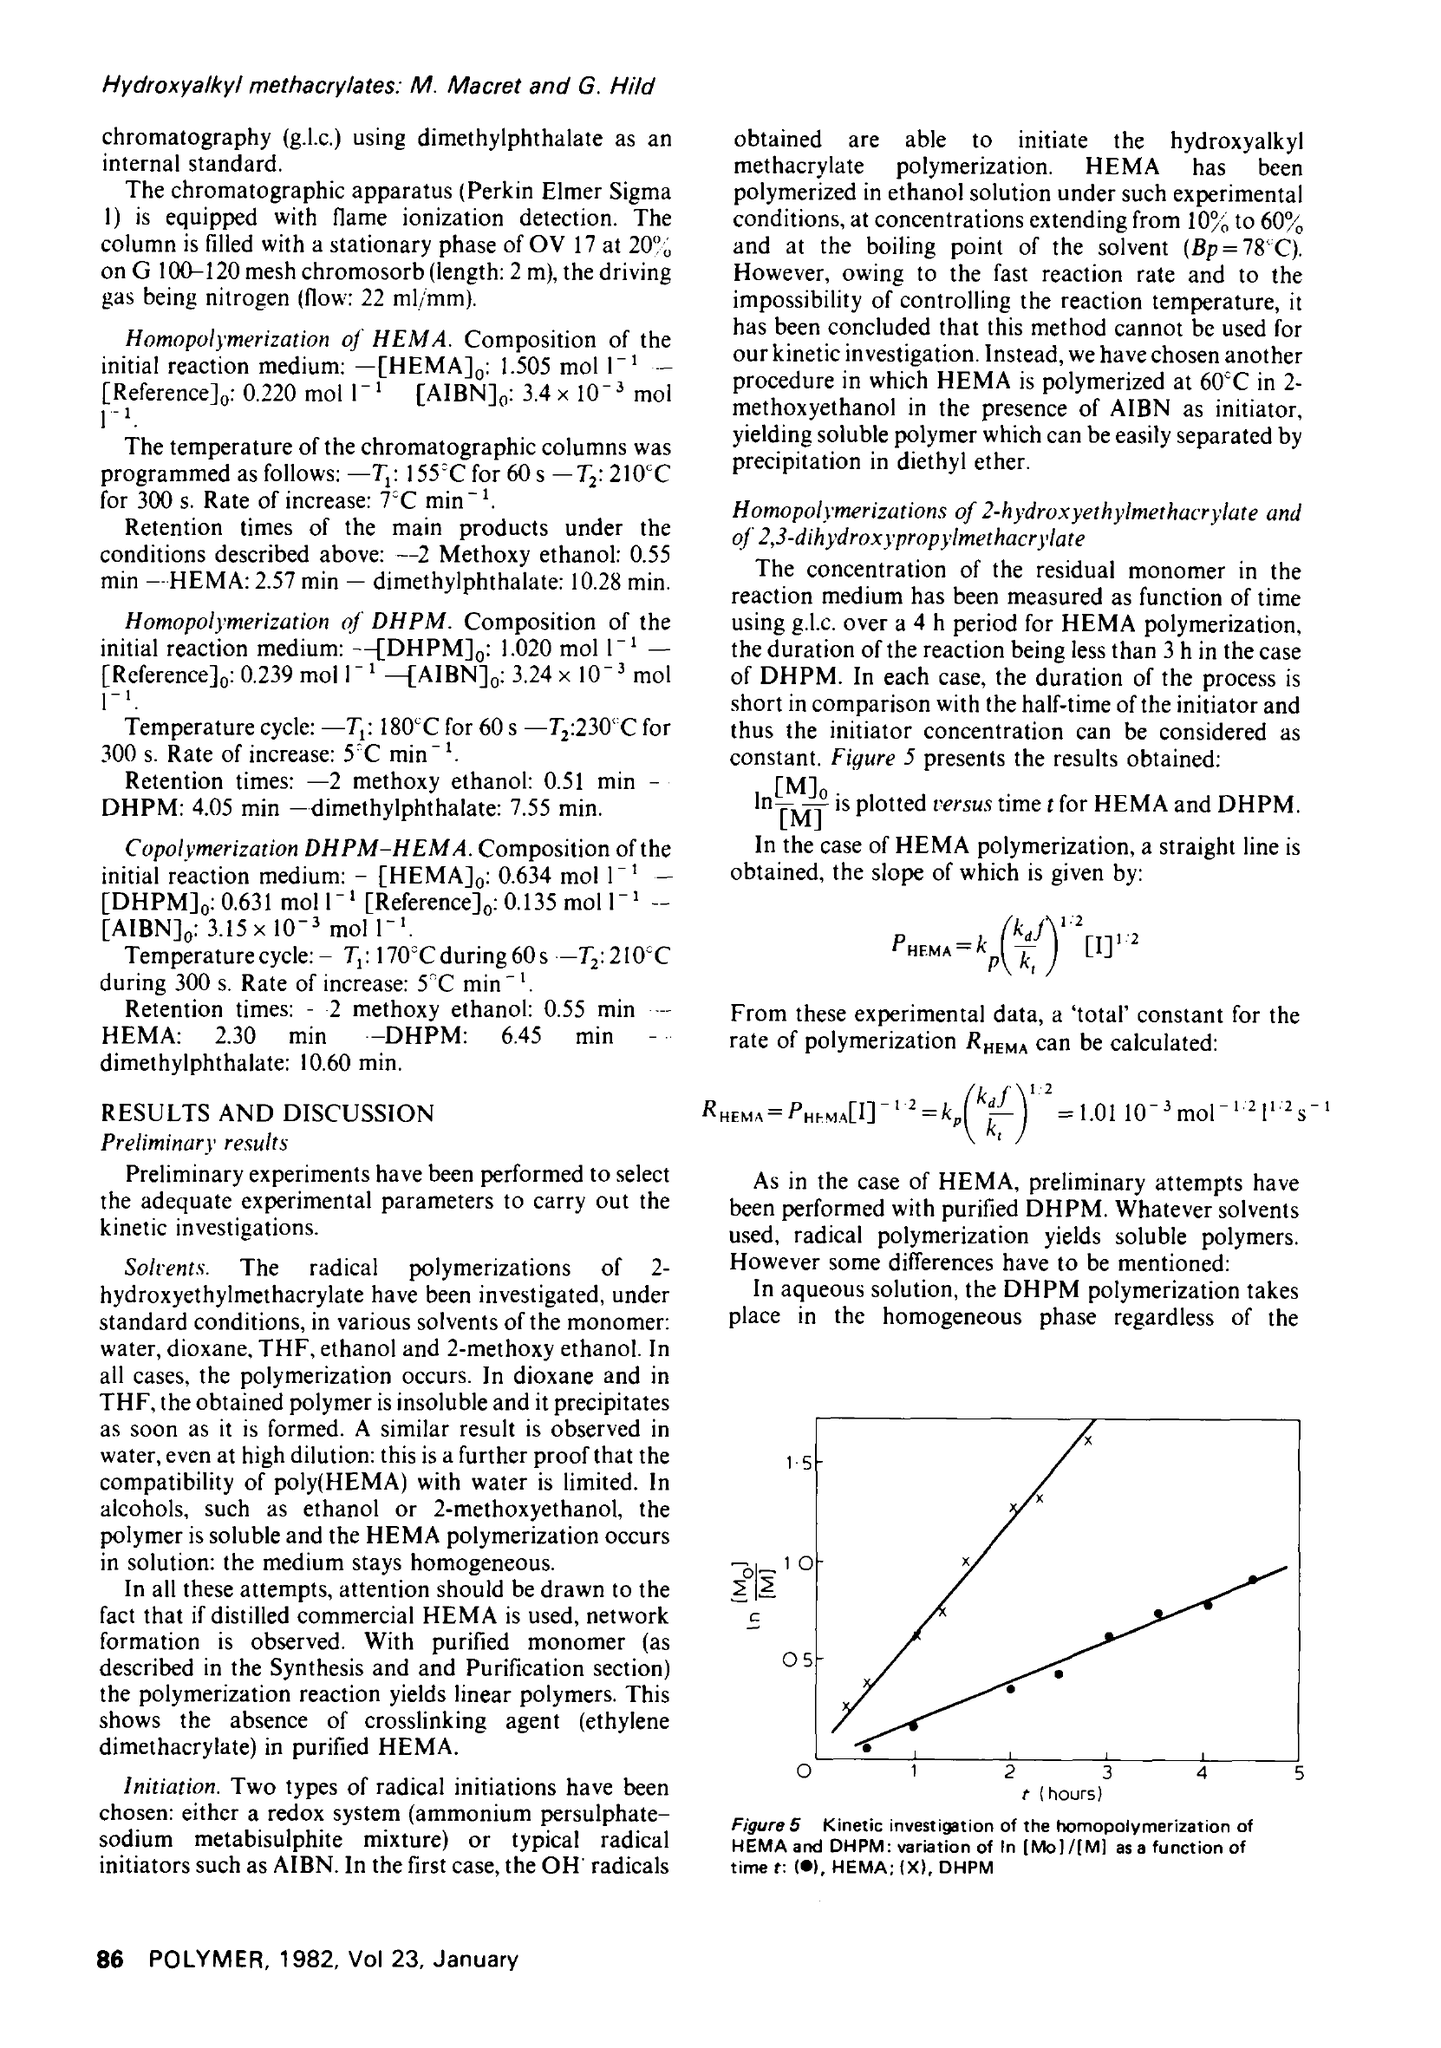 Hydroxyalkyl methacrylates: M. Macret and G. Hild
chromatography (g.l.c.) using dimethylphthalate as an
internal standard.
The chromatographic apparatus (Perkin Elmer Sigma
1) is equipped with flame ionization detection. The
column is filled with a stationary phase of OV 17 at 20%
on G 100–120 mesh chromosorb (length: 2 m), the driving
gas being nitrogen (flow: 22 ml/mm).
Homopolymerization of HEMA. Composition of the
initial reaction medium: —[HEMA]₀: 1.505 mol l⁻¹ —
[Reference]₀: 0.220 mol l⁻¹ [AIBN]₀: 3.4 × 10⁻³ mol
l⁻¹.
The temperature of the chromatographic columns was
programmed as follows: —T₁: 155°C for 60 s —T₂: 210°C
for 300 s. Rate of increase: 7°C min⁻¹.
Retention times of the main products under the
conditions described above: —2 Methoxy ethanol: 0.55
min —HEMA: 2.57 min — dimethylphthalate: 10.28 min.
Homopolymerization of DHPM. Composition of the
initial reaction medium: —[DHPM]₀: 1.020 mol l⁻¹ —
[Reference]₀: 0.239 mol l⁻¹ —[AIBN]₀: 3.24 × 10⁻³ mol
l⁻¹.
Temperature cycle: —T₁: 180°C for 60 s —T₂:230°C for
300 s. Rate of increase: 5°C min⁻¹.
Retention times: —2 methoxy ethanol: 0.51 min -
DHPM: 4.05 min —dimethylphthalate: 7.55 min.
Copolymerization DHPM–HEMA. Composition of the
initial reaction medium: - [HEMA]₀: 0.634 mol l⁻¹ —
[DHPM]₀: 0.631 mol l⁻¹ [Reference]₀: 0.135 mol l⁻¹ —
[AIBN]₀: 3.15 × 10⁻³ mol l⁻¹.
Temperature cycle: - T₁: 170°C during 60 s —T₂: 210°C
during 300 s. Rate of increase: 5°C min⁻¹.
Retention times: - 2 methoxy ethanol: 0.55 min —
HEMA: 2.30 min —DHPM: 6.45 min -
dimethylphthalate: 10.60 min.
RESULTS AND DISCUSSION
Preliminary results
Preliminary experiments have been performed to select
the adequate experimental parameters to carry out the
kinetic investigations.
Solvents. The radical polymerizations of 2-
hydroxyethylmethacrylate have been investigated, under
standard conditions, in various solvents of the monomer:
water, dioxane, THF, ethanol and 2-methoxy ethanol. In
all cases, the polymerization occurs. In dioxane and in
THF, the obtained polymer is insoluble and it precipitates
as soon as it is formed. A similar result is observed in
water, even at high dilution: this is a further proof that the
compatibility of poly(HEMA) with water is limited. In
alcohols, such as ethanol or 2-methoxyethanol, the
polymer is soluble and the HEMA polymerization occurs
in solution: the medium stays homogeneous.
In all these attempts, attention should be drawn to the
fact that if distilled commercial HEMA is used, network
formation is observed. With purified monomer (as
described in the Synthesis and and Purification section)
the polymerization reaction yields linear polymers. This
shows the absence of crosslinking agent (ethylene
dimethacrylate) in purified HEMA.
Initiation. Two types of radical initiations have been
chosen: either a redox system (ammonium persulphate–
sodium metabisulphite mixture) or typical radical
initiators such as AIBN. In the first case, the OH˙ radicals
obtained are able to initiate the hydroxyalkyl
methacrylate polymerization. HEMA has been
polymerized in ethanol solution under such experimental
conditions, at concentrations extending from 10% to 60%
and at the boiling point of the solvent (Bp = 78°C).
However, owing to the fast reaction rate and to the
impossibility of controlling the reaction temperature, it
has been concluded that this method cannot be used for
our kinetic investigation. Instead, we have chosen another
procedure in which HEMA is polymerized at 60°C in 2-
methoxyethanol in the presence of AIBN as initiator,
yielding soluble polymer which can be easily separated by
precipitation in diethyl ether.
Homopolymerizations of 2-hydroxyethylmethacrylate and
of 2,3-dihydroxypropylmethacrylate
The concentration of the residual monomer in the
reaction medium has been measured as function of time
using g.l.c. over a 4 h period for HEMA polymerization,
the duration of the reaction being less than 3 h in the case
of DHPM. In each case, the duration of the process is
short in comparison with the half-time of the initiator and
thus the initiator concentration can be considered as
constant. Figure 5 presents the results obtained:
ln [M]₀/[M] is plotted versus time t for HEMA and DHPM.
In the case of HEMA polymerization, a straight line is
obtained, the slope of which is given by:
P_HEMA = k_p (k_d f / k_t)^1/2 [I]^1/2
From these experimental data, a ‘total’ constant for the
rate of polymerization R_HEMA can be calculated:
R_HEMA = P_HEMA[I]^-1/2 = k_p (k_d f / k_t)^1/2 = 1.01 10⁻³ mol^-1/2 l^1/2 s⁻¹
As in the case of HEMA, preliminary attempts have
been performed with purified DHPM. Whatever solvents
used, radical polymerization yields soluble polymers.
However some differences have to be mentioned:
In aqueous solution, the DHPM polymerization takes
place in the homogeneous phase regardless of the
1·5
1 0
0 5
ln [M₀]/[M]
0 1 2 3 4 5
t (hours)
Figure 5 Kinetic investigation of the homopolymerization of
HEMA and DHPM: variation of ln [Mo]/[M] as a function of
time t: (●), HEMA; (X), DHPM
86 POLYMER, 1982, Vol 23, January